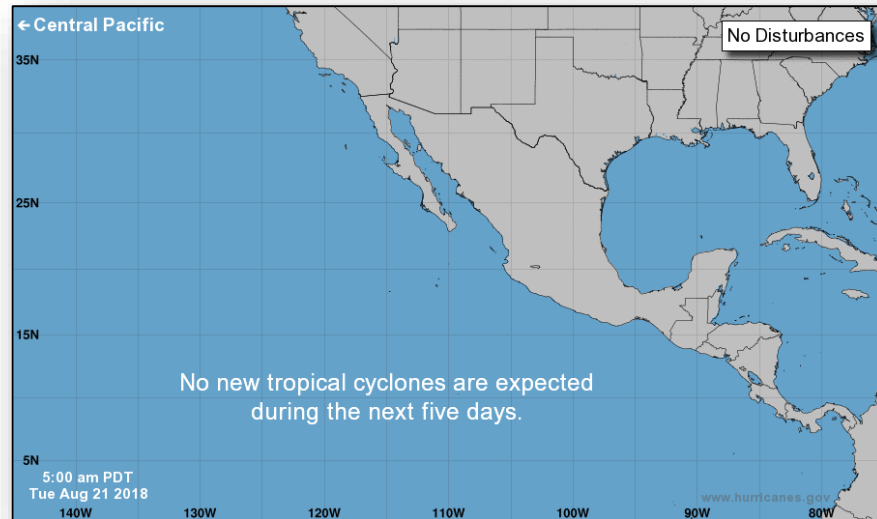 ← Central Pacific
No Disturbances
35N
25N
15N
No new tropical cyclones are expected
during the next five days.
5N
5:00 am PDT
Tue Aug 21 2018
www.hurricanes.gov
140W 130W 120W 110W 100W 90W 80W